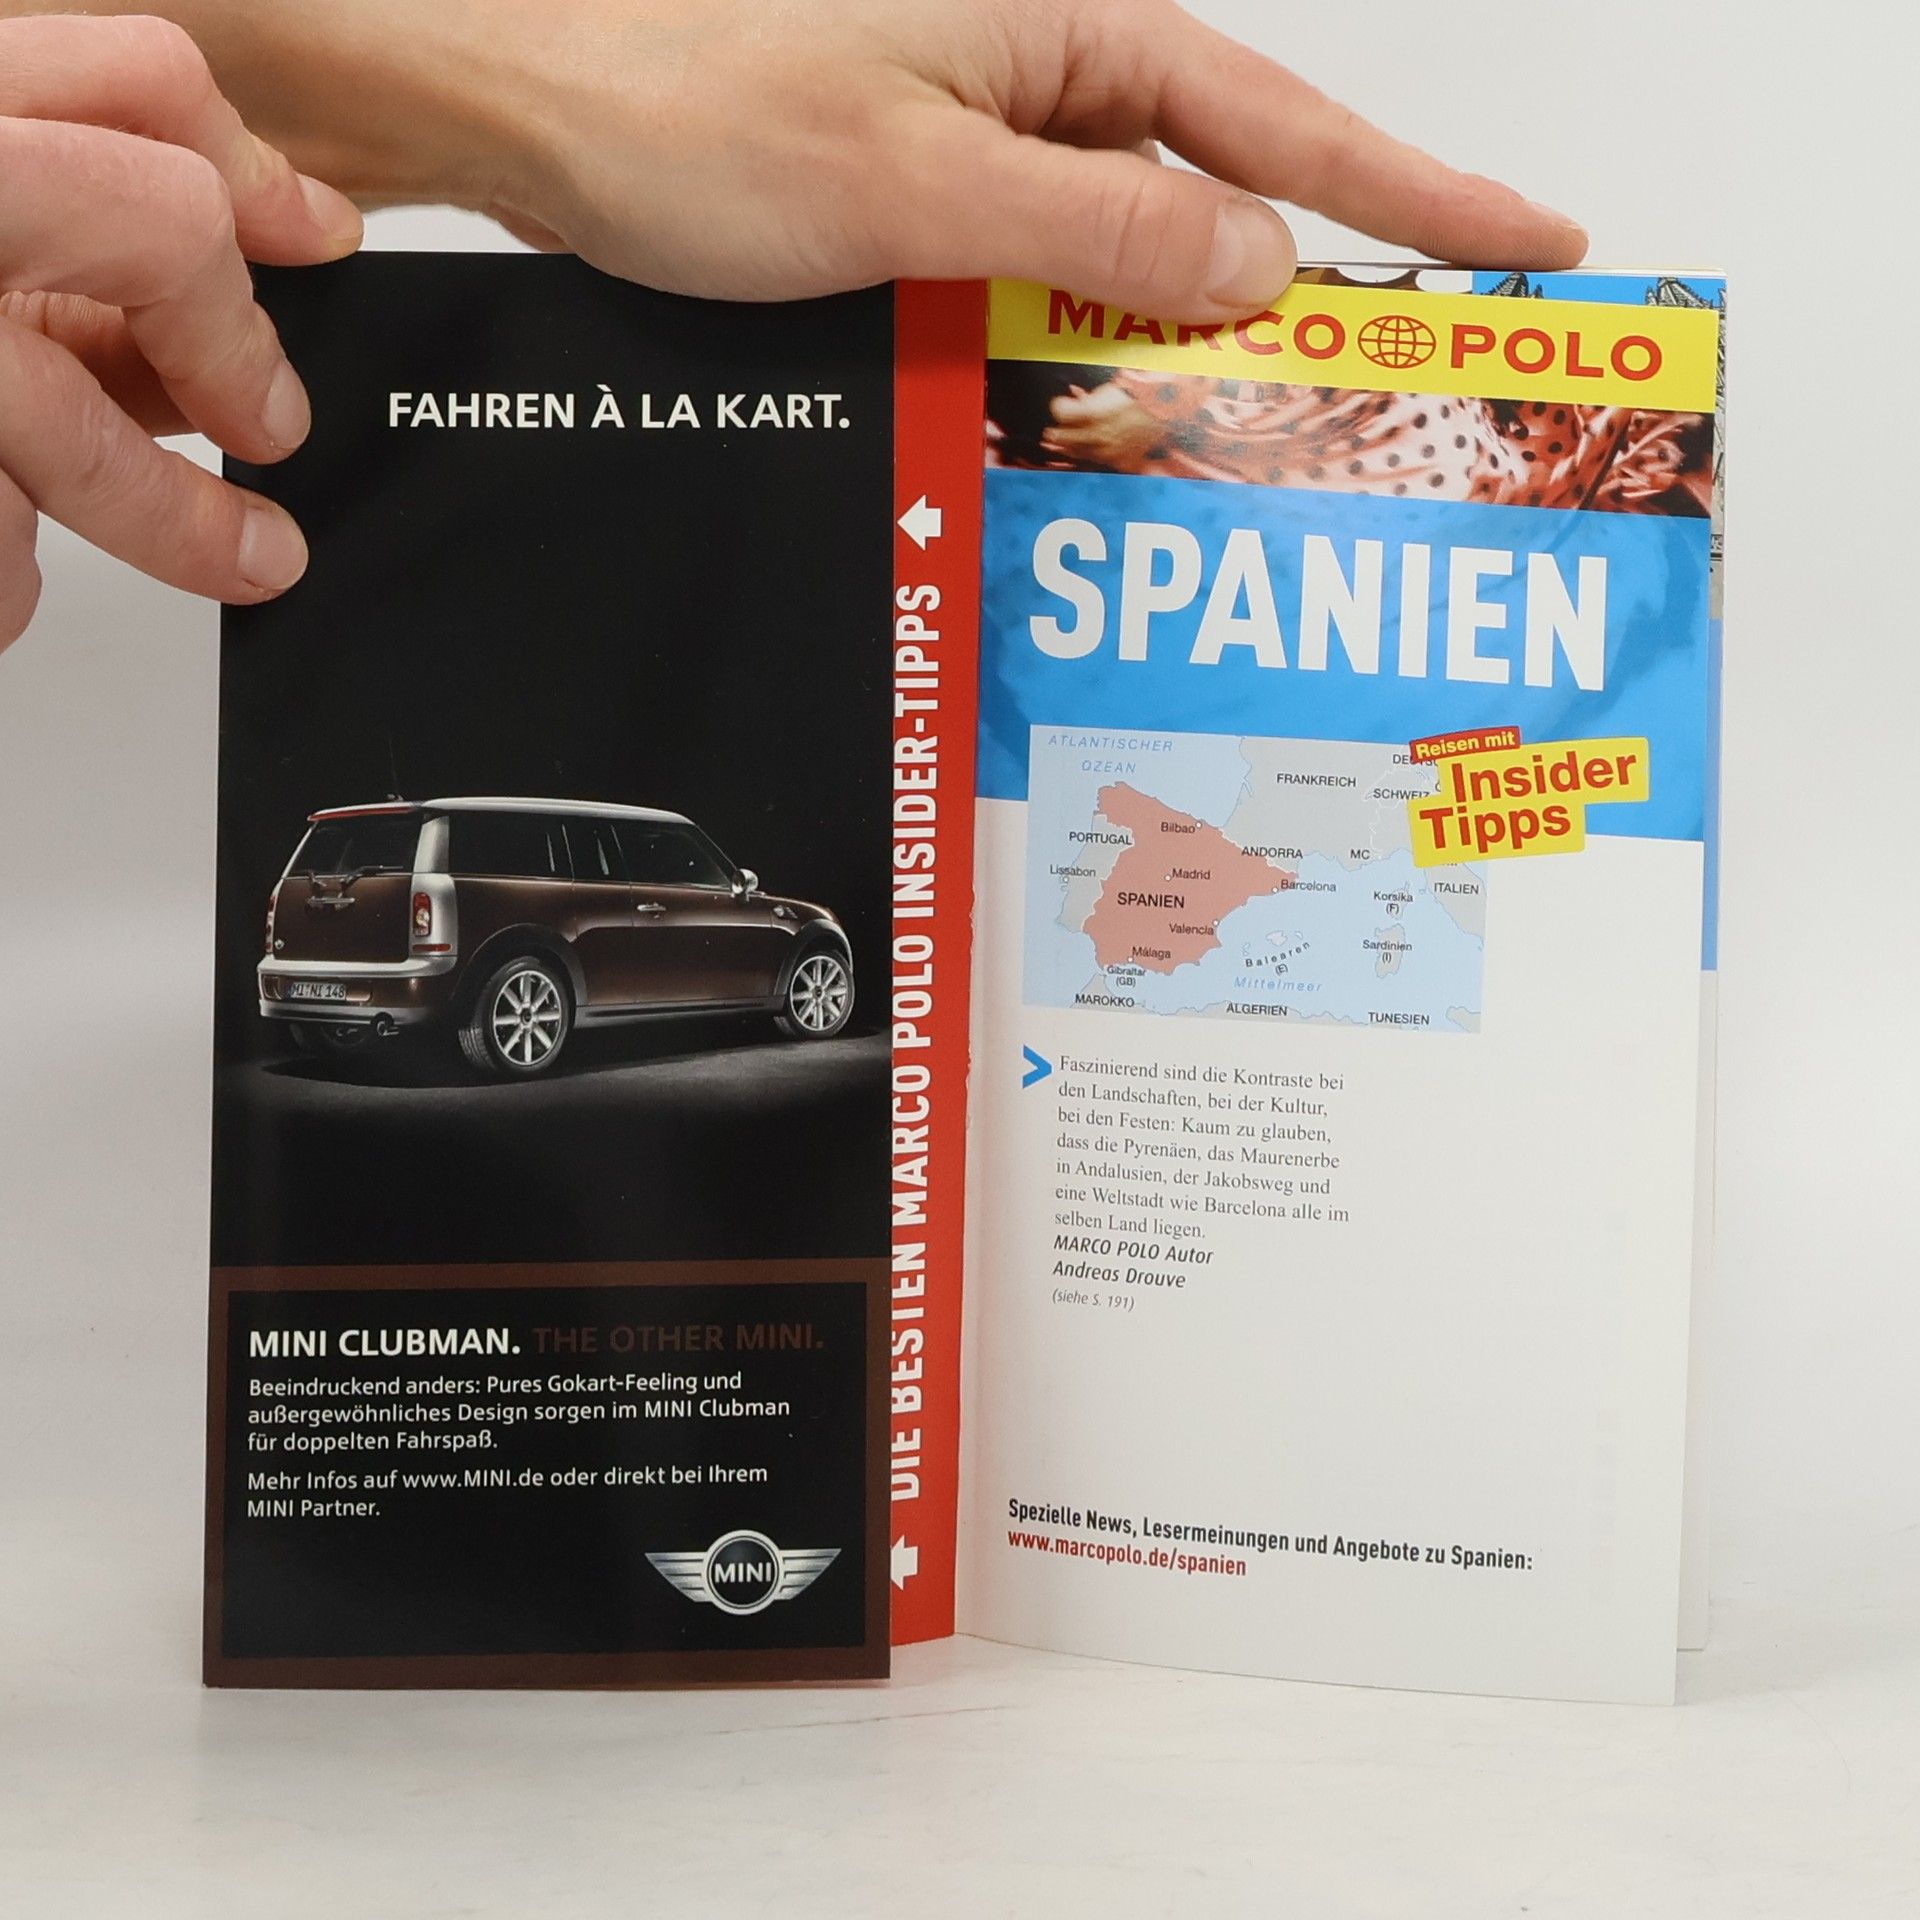 FAHREN À LA KART.
MI·NI 148
MINI CLUBMAN. THE OTHER MINI.
Beeindruckend anders: Pures Gokart-Feeling und
außergewöhnliches Design sorgen im MINI Clubman
für doppelten Fahrspaß.
Mehr Infos auf www.MINI.de oder direkt bei Ihrem
MINI Partner.
MINI
DIE BESTEN MARCO POLO INSIDER-TIPPS
MARCO POLO
SPANIEN
Reisen mit
Insider
Tipps
ATLANTISCHER
OZEAN
FRANKREICH
SCHWEIZ
Bilbao
PORTUGAL
ANDORRA
MC
Lissabon
Madrid
Barcelona
Korsika
(F)
ITALIEN
SPANIEN
Valencia
Málaga
Balearen
(E)
Sardinien
(I)
Gibraltar
(GB)
Mittelmeer
MAROKKO
ALGERIEN
TUNESIEN
Faszinierend sind die Kontraste bei
den Landschaften, bei der Kultur,
bei den Festen: Kaum zu glauben,
dass die Pyrenäen, das Maurenerbe
in Andalusien, der Jakobsweg und
eine Weltstadt wie Barcelona alle im
selben Land liegen.
MARCO POLO Autor
Andreas Drouve
(siehe S. 191)
Spezielle News, Lesermeinungen und Angebote zu Spanien:
www.marcopolo.de/spanien